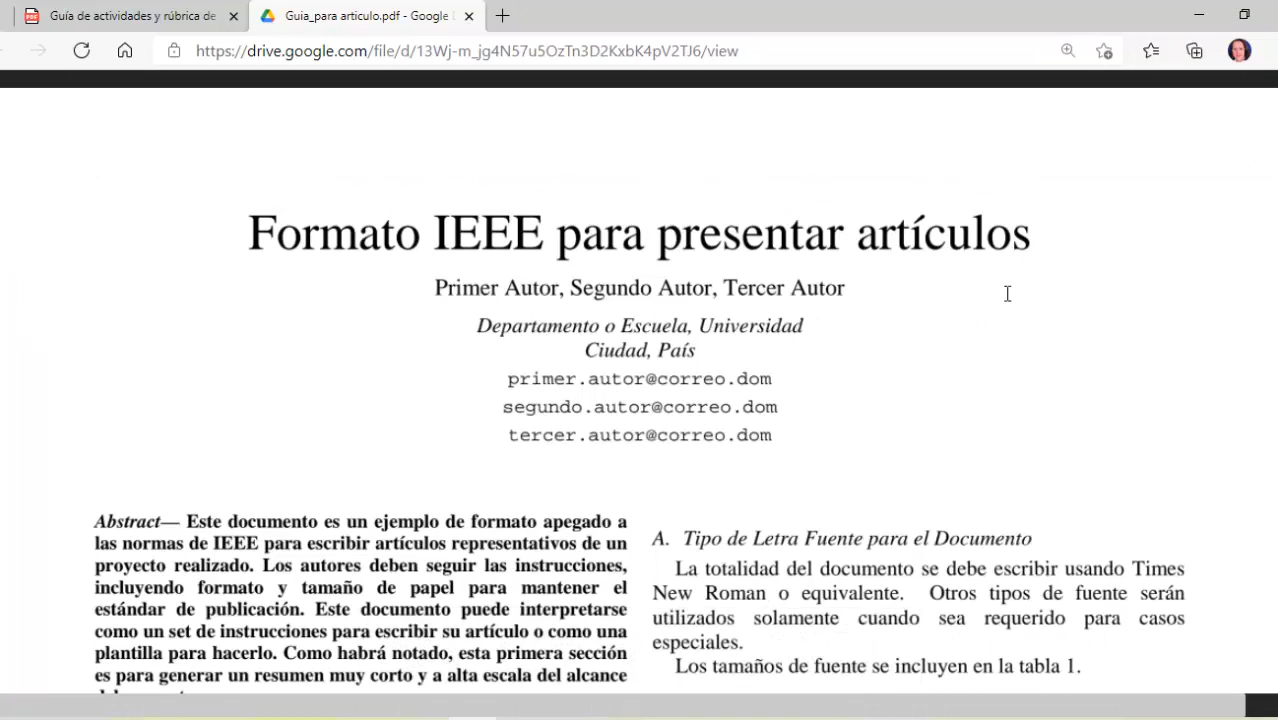 Guía de actividades y rúbrica de
Guia_para articulo.pdf - Google
https://drive.google.com/file/d/13Wj-m_jg4N57u5OzTn3D2KxbK4pV2TJ6/view
Formato IEEE para presentar artículos
Primer Autor, Segundo Autor, Tercer Autor
Departamento o Escuela, Universidad
Ciudad, País
primer.autor@correo.dom
segundo.autor@correo.dom
tercer.autor@correo.dom
Abstract— Este documento es un ejemplo de formato apegado a
las normas de IEEE para escribir artículos representativos de un
proyecto realizado. Los autores deben seguir las instrucciones,
incluyendo formato y tamaño de papel para mantener el
estándar de publicación. Este documento puede interpretarse
como un set de instrucciones para escribir su artículo o como una
plantilla para hacerlo. Como habrá notado, esta primera sección
es para generar un resumen muy corto y a alta escala del alcance
A. Tipo de Letra Fuente para el Documento
La totalidad del documento se debe escribir usando Times
New Roman o equivalente. Otros tipos de fuente serán
utilizados solamente cuando sea requerido para casos
especiales.
Los tamaños de fuente se incluyen en la tabla 1.